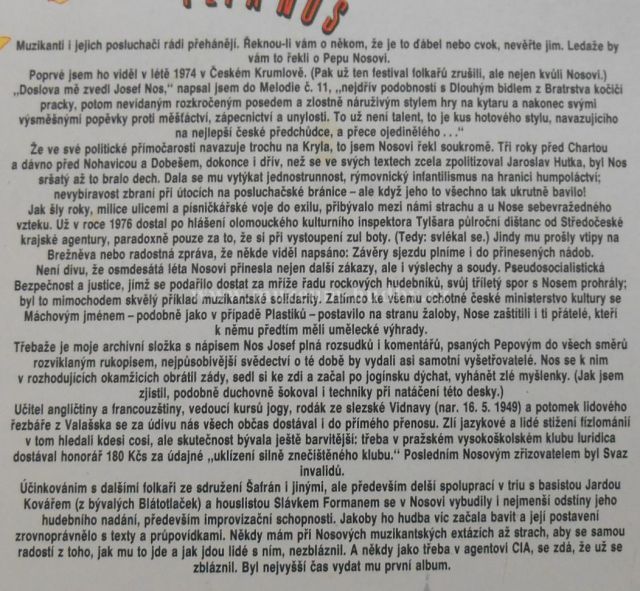 PEPA NOS
Muzikanti i jejich posluchači rádi přehánějí. Řeknou-li vám o někom, že je to ďábel nebo cvok, nevěřte jim. Ledaže by
vám to řekli o Pepu Nosovi.
Poprvé jsem ho viděl v létě 1974 v Českém Krumlově. (Pak už ten festival folkařů zrušili, ale nejen kvůli Nosovi.)
„Doslova mě zvedl Josef Nos,“ napsal jsem do Melodie č. 11, „nejdřív podobností s Dlouhým bidlem z Bratrstva kočičí
pracky, potom nevídaným rozkročeným posedem a zlostně náruživým stylem hry na kytaru a nakonec svými
výsměšnými popěvky proti měšťáctví, zápecnictví a unylosti. To už není talent, to je kus hotového stylu, navazujícího
na nejlepší české předchůdce, a přece ojedinělého . . .“
Že ve své politické přímočarosti navazuje trochu na Kryla, to jsem Nosovi řekl soukromě. Tři roky před Chartou
a dávno před Nohavicou a Dobešem, dokonce i dřív, než se ve svých textech zcela zpolitizoval Jaroslav Hutka, byl Nos
sršatý až to bralo dech. Dala se mu vytýkat jednostrunnost, rýmovnický infantilismus na hranici humpoláctví;
nevybíravost zbraní při útocích na posluchačské bránice – ale když jeho to všechno tak ukrutně bavilo!
Jak šly roky, milice ulicemi a písničkářské voje do exilu, přibývalo mezi námi strachu a u Nose sebevražedného
vzteku. Už v roce 1976 dostal po hlášení olomouckého kulturního inspektora Tylšara půlroční dištanc od Středočeské
krajské agentury, paradoxně pouze za to, že si při vystoupení zul boty. (Tedy: svlékal se.) Jindy mu prošly vtipy na
Brežněva nebo radostná zpráva, že někde viděl napsáno: Závěry sjezdu plníme i do přinesených nádob.
Není divu, že osmdesátá léta Nosovi přinesla nejen další zákazy, ale i výslechy a soudy. Pseudosocialistická
Bezpečnost a justice, jímž se podařilo dostat za mříže řadu rockových hudebníků, svůj tříletý spor s Nosem prohrály;
byl to mimochodem skvělý příklad muzikantské solidarity. Zatímco ke všemu ochotné české ministerstvo kultury se
Máchovým jménem – podobně jako v případě Plastiků – postavilo na stranu žaloby, Nose zaštítili i ti přátelé, kteří
k němu předtím měli umělecké výhrady.
Třebaže je moje archivní složka s nápisem Nos Josef plná rozsudků i komentářů, psaných Pepovým do všech směrů
rozviklaným rukopisem, nejpůsobivější svědectví o té době by vydali asi samotní vyšetřovatelé. Nos se k nim
v rozhodujících okamžicích obrátil zády, sedl si ke zdi a začal po jogínsku dýchat, vyhánět zlé myšlenky. (Jak jsem
zjistil, podobně duchovně šokoval i techniky při natáčení této desky.)
Učitel angličtiny a francouzštiny, vedoucí kursů jogy, rodák ze slezské Vidnavy (nar. 16. 5. 1949) a potomek lidového
řezbáře z Valašska se za údivu nás všech občas dostával i do přímého přenosu. Zlí jazykové a lidé stižení fízlománií
v tom hledali kdesi cosi, ale skutečnost bývala ještě barvitější: třeba v pražském vysokoškolském klubu Iuridica
dostával honorář 180 Kčs za údajné „uklízení silně znečištěného klubu.“ Posledním Nosovým zřizovatelem byl Svaz
invalidů.
Účinkováním s dalšími folkaři ze sdružení Šafrán i jinými, ale především delší spoluprací v triu s basistou Jardou
Kovářem (z bývalých Blátotlaček) a houslistou Slávkem Formanem se v Nosovi vybudily i nejmenší odstíny jeho
hudebního nadání, především improvizační schopnosti. Jakoby ho hudba víc začala bavit a její postavení
zrovnoprávnělo s texty a průpovídkami. Někdy mám při Nosových muzikantských extázích až strach, aby se samou
radostí z toho, jak mu to jde a jak jdou lidé s ním, nezbláznil. A někdy jako třeba v agentovi CIA, se zdá, že už se
zbláznil. Byl nejvyšší čas vydat mu první album.